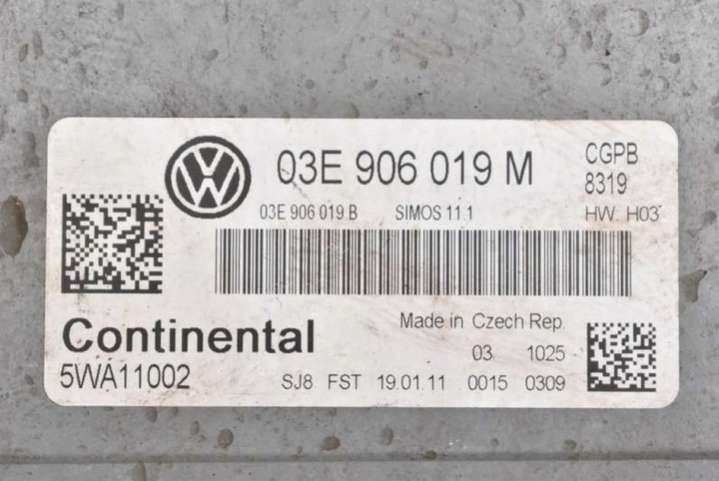 03E 906 019 M
CGPB
8319
03E 906 019 B SIMOS 11.1
HW. H03
Made in Czech Rep.
Continental
03 1025
5WA11002
SJ8 FST 19.01.11 0015 0309